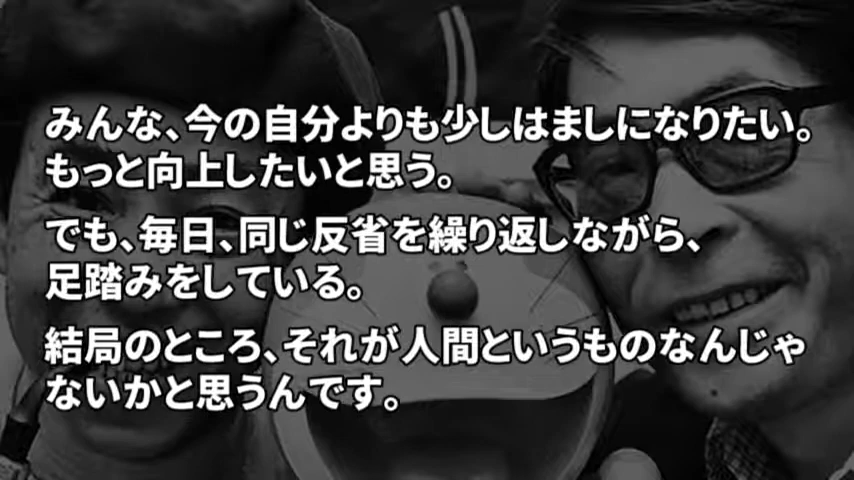 みんな、今の自分よりも少しはましになりたい。
もっと向上したいと思う。
でも、毎日、同じ反省を繰り返しながら、
足踏みをしている。
結局のところ、それが人間というものなんじゃ
ないかと思うんです。